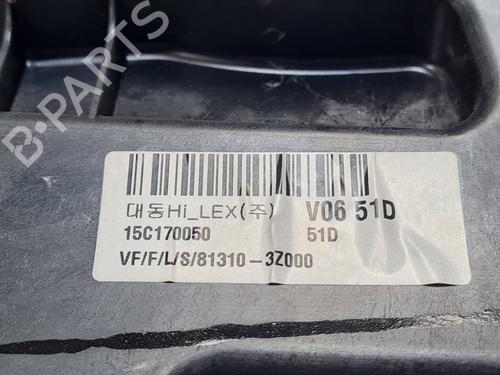 B-PARTS
대동Hi_LEX(주) V06 51D
15C170050 51D
VF/F/L/S/81310-3Z000